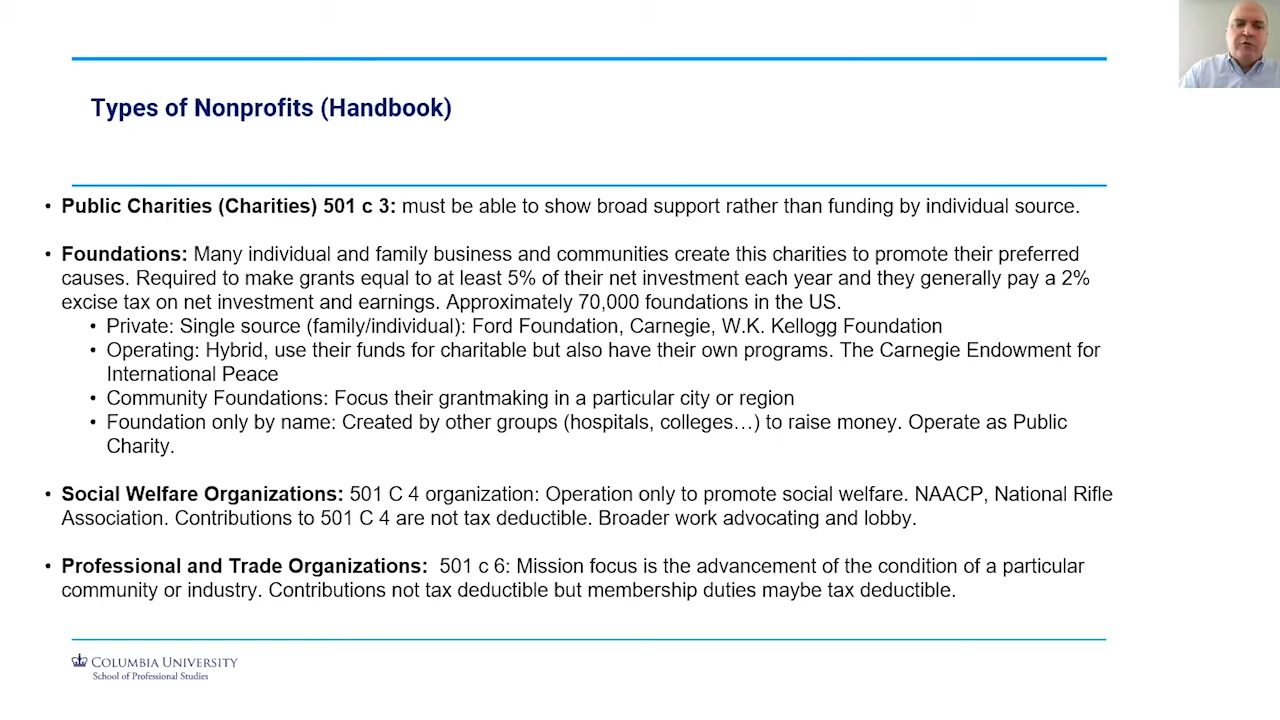 Types of Nonprofits (Handbook)
• Public Charities (Charities) 501 c 3: must be able to show broad support rather than funding by individual source.
• Foundations: Many individual and family business and communities create this charities to promote their preferred
causes. Required to make grants equal to at least 5% of their net investment each year and they generally pay a 2%
excise tax on net investment and earnings. Approximately 70,000 foundations in the US.
• Private: Single source (family/individual): Ford Foundation, Carnegie, W.K. Kellogg Foundation
• Operating: Hybrid, use their funds for charitable but also have their own programs. The Carnegie Endowment for
International Peace
• Community Foundations: Focus their grantmaking in a particular city or region
• Foundation only by name: Created by other groups (hospitals, colleges…) to raise money. Operate as Public
Charity.
• Social Welfare Organizations: 501 C 4 organization: Operation only to promote social welfare. NAACP, National Rifle
Association. Contributions to 501 C 4 are not tax deductible. Broader work advocating and lobby.
• Professional and Trade Organizations: 501 c 6: Mission focus is the advancement of the condition of a particular
community or industry. Contributions not tax deductible but membership duties maybe tax deductible.
COLUMBIA UNIVERSITY
School of Professional Studies